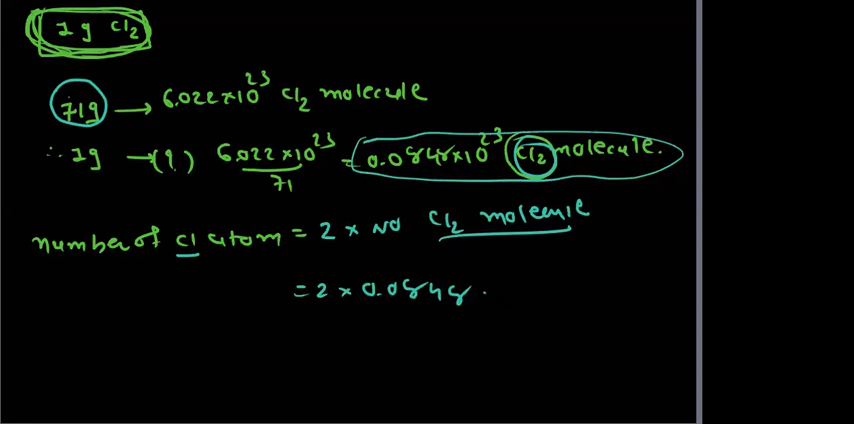 1 g Cl2
71g → 6.022×10^23 Cl2 molecule
∴ 1g → (?) 6.022×10^23/71 = 0.0848×10^23 Cl2 molecule.
number of Cl atom = 2 × no Cl2 molecule
= 2 × 0.0848.